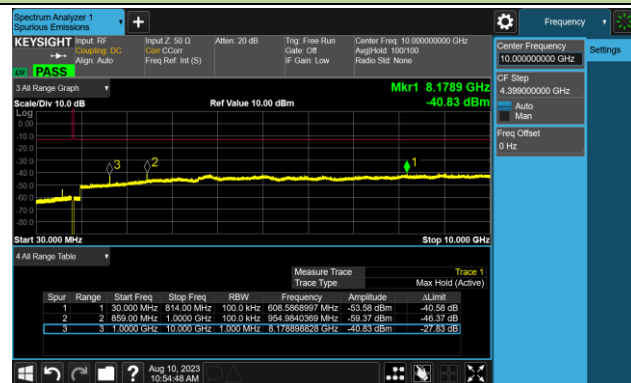 Spectrum Analyzer 1
Spurious Emissions
+
Frequency
KEYSIGHT Input: RF Input Z: 50 Ω Atten: 20 dB Trig: Free Run Center Freq: 10.000000000 GHz
Coupling: DC Corr CCorr Gate: Off Avg|Hold: 100/100
Align: Auto Freq Ref: Int (S) IF Gain: Low Radio Std: None
PASS
Center Frequency
10.000000000 GHz
Settings
CF Step
4.399000000 GHz
Auto
Man
Freq Offset
0 Hz
3 All Range Graph
Mkr1 8.1789 GHz
Scale/Div 10.0 dB Ref Value 10.00 dBm -40.83 dBm
Log
0.00
-10.0
-20.0
-30.0
-40.0
-50.0
-60.0
-70.0
-80.0
3
2
1
Start 30.000 MHz Stop 10.000 GHz
4 All Range Table
Measure Trace Trace 1
Trace Type Max Hold (Active)
Spur Range Start Freq Stop Freq RBW Frequency Amplitude ΔLimit
1 1 30.000 MHz 814.00 MHz 100.0 kHz 608.5868997 MHz -53.58 dBm -40.58 dB
2 2 859.00 MHz 1.0000 GHz 100.0 kHz 954.9840369 MHz -59.37 dBm -46.37 dB
3 3 1.0000 GHz 10.000 GHz 1.000 MHz 8.178898828 GHz -40.83 dBm -27.83 dB
Aug 10, 2023
10:54:48 AM